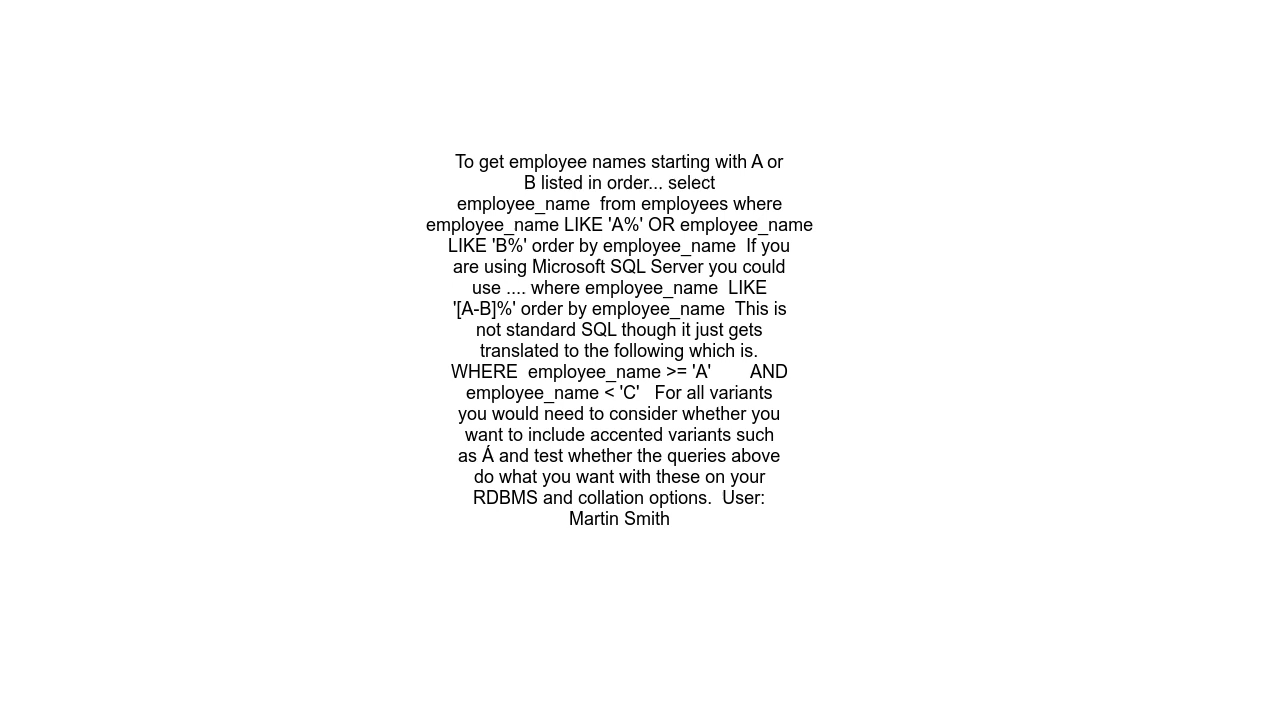 To get employee names starting with A or
B listed in order... select
employee_name  from employees where
employee_name LIKE 'A%' OR employee_name
LIKE 'B%' order by employee_name  If you
are using Microsoft SQL Server you could
use .... where employee_name  LIKE
'[A-B]%' order by employee_name  This is
not standard SQL though it just gets
translated to the following which is.
WHERE  employee_name >= 'A'        AND
employee_name < 'C'   For all variants
you would need to consider whether you
want to include accented variants such
as Á and test whether the queries above
do what you want with these on your
RDBMS and collation options.  User:
Martin Smith